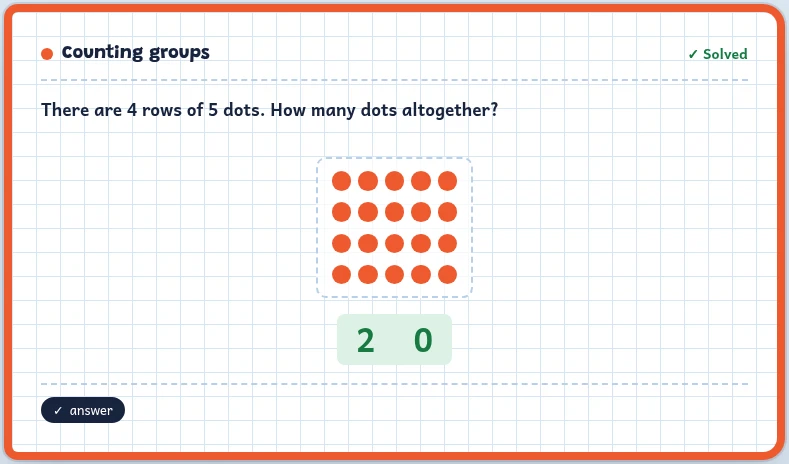 Counting groups
✓ Solved
There are 4 rows of 5 dots. How many dots altogether?
2 0
✓ answer